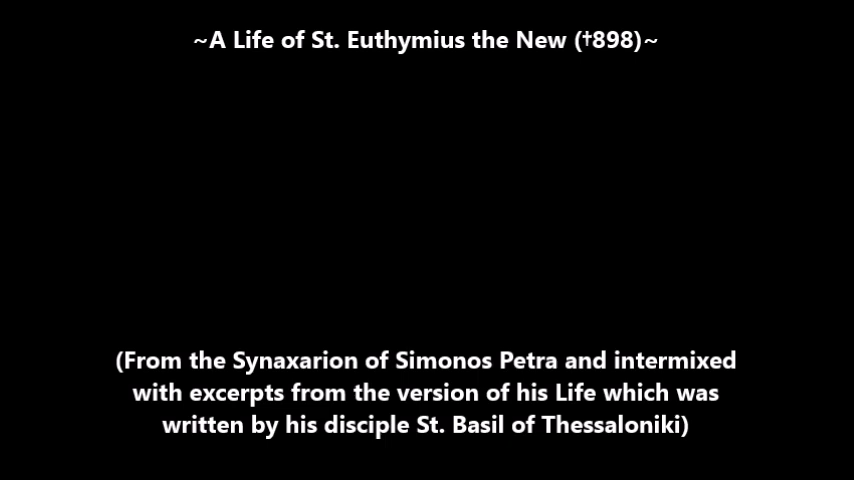 ~A Life of St. Euthymius the New (†898)~
(From the Synaxarion of Simonos Petra and intermixed
with excerpts from the version of his Life which was
written by his disciple St. Basil of Thessaloniki)